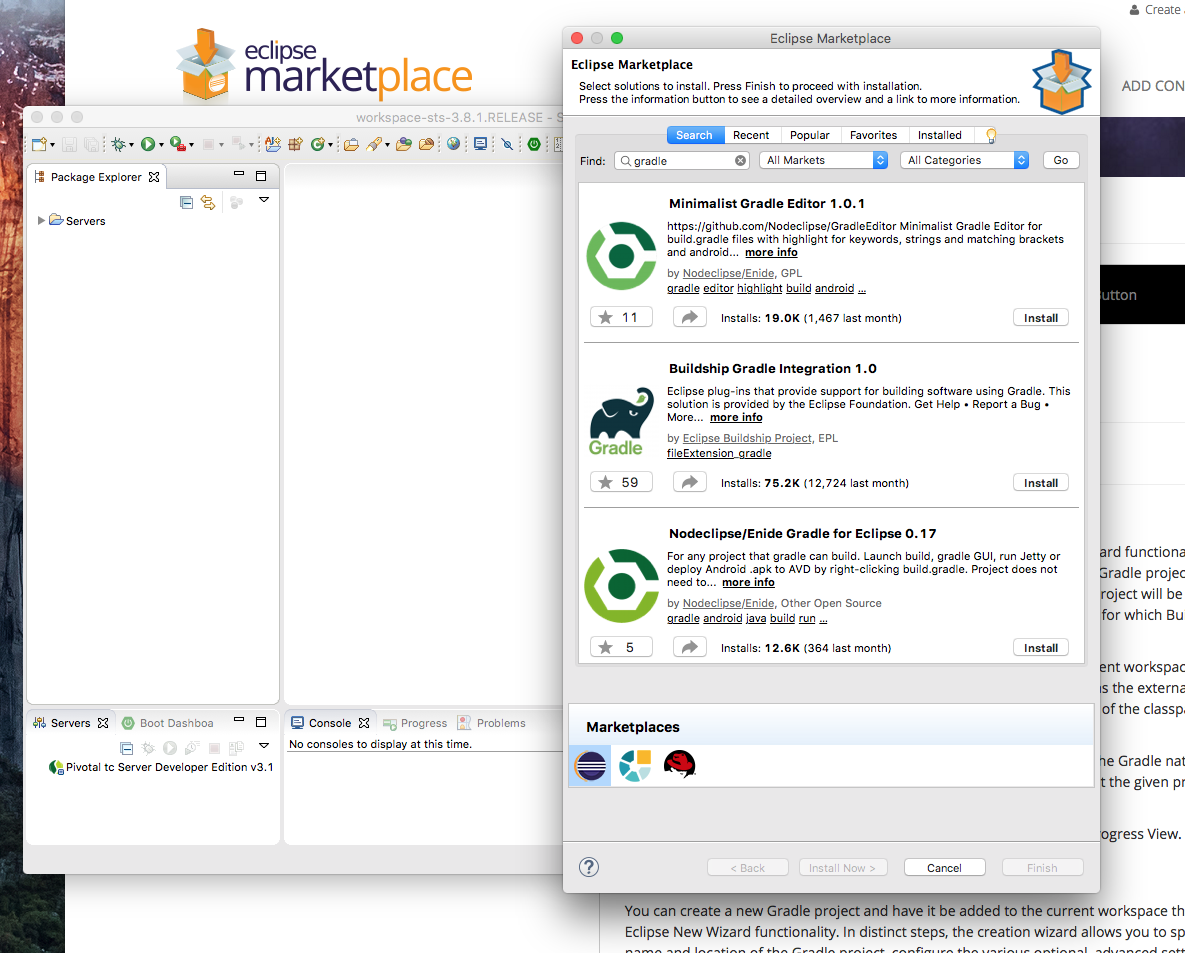 Create
eclipse
marketplace
ADD CON
workspace-sts-3.8.1.RELEASE - S
Package Explorer
Servers
Servers
Boot Dashboa
Pivotal tc Server Developer Edition v3.1
Console
Progress
Problems
No consoles to display at this time.
Eclipse Marketplace
Eclipse Marketplace
Select solutions to install. Press Finish to proceed with installation.
Press the information button to see a detailed overview and a link to more information.
Search
Recent
Popular
Favorites
Installed
Find:
gradle
All Markets
All Categories
Go
Minimalist Gradle Editor 1.0.1
https://github.com/Nodeclipse/GradleEditor Minimalist Gradle Editor for
build.gradle files with highlight for keywords, strings and matching brackets
and android... more info
by Nodeclipse/Enide, GPL
gradle editor highlight build android ...
11
Installs: 19.0K (1,467 last month)
Install
Buildship Gradle Integration 1.0
Eclipse plug-ins that provide support for building software using Gradle. This
solution is provided by the Eclipse Foundation. Get Help • Report a Bug •
More... more info
Gradle
by Eclipse Buildship Project, EPL
fileExtension_gradle
59
Installs: 75.2K (12,724 last month)
Install
Nodeclipse/Enide Gradle for Eclipse 0.17
For any project that gradle can build. Launch build, gradle GUI, run Jetty or
deploy Android .apk to AVD by right-clicking build.gradle. Project does not
need to... more info
by Nodeclipse/Enide, Other Open Source
gradle android java build run ...
5
Installs: 12.6K (364 last month)
Install
Marketplaces
?
< Back
Install Now >
Cancel
Finish
utton
ard functiona
Gradle projec
roject will be
for which Bu
ent workspac
s the externa
of the classpa
he Gradle nat
t the given pr
ogress View.
You can create a new Gradle project and have it be added to the current workspace th
Eclipse New Wizard functionality. In distinct steps, the creation wizard allows you to sp
name and location of the Gradle project, configure the various optional, advanced sett